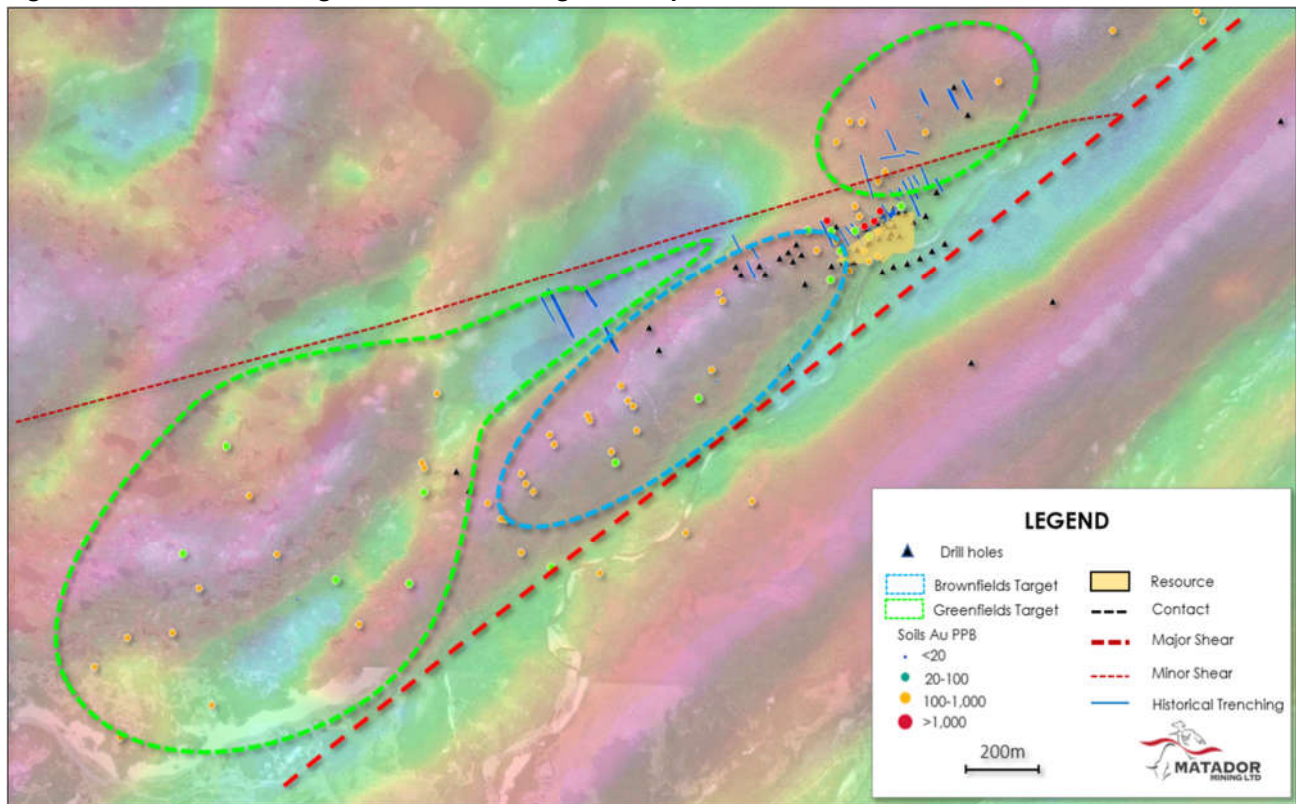 LEGEND
Drill holes
Brownfields Target
Greenfields Target
Soils Au PPB
<20
20-100
100-1,000
>1,000
Resource
Contact
Major Shear
Minor Shear
Historical Trenching
200m
MATADOR
MINING LTD